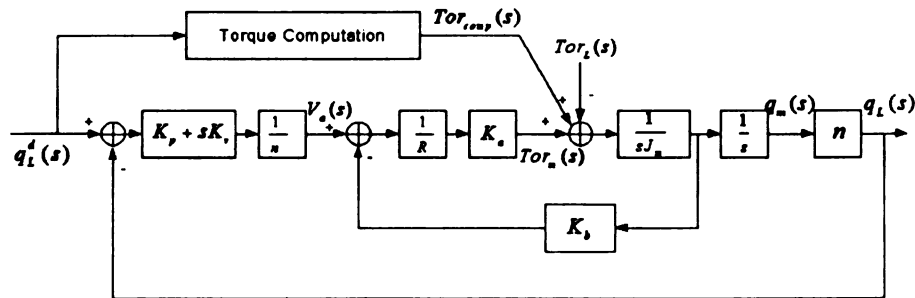 Tor_comp(s)
Torque Computation
Tor_L(s)
V_a(s)
q_m(s)
q_L(s)
+
+
-
+
K_p + sK_v
1/n
+
1/R
K_a
+
1/(sJ_m)
1/s
n
q_L^d(s)
-
-
Tor_m(s)
K_b